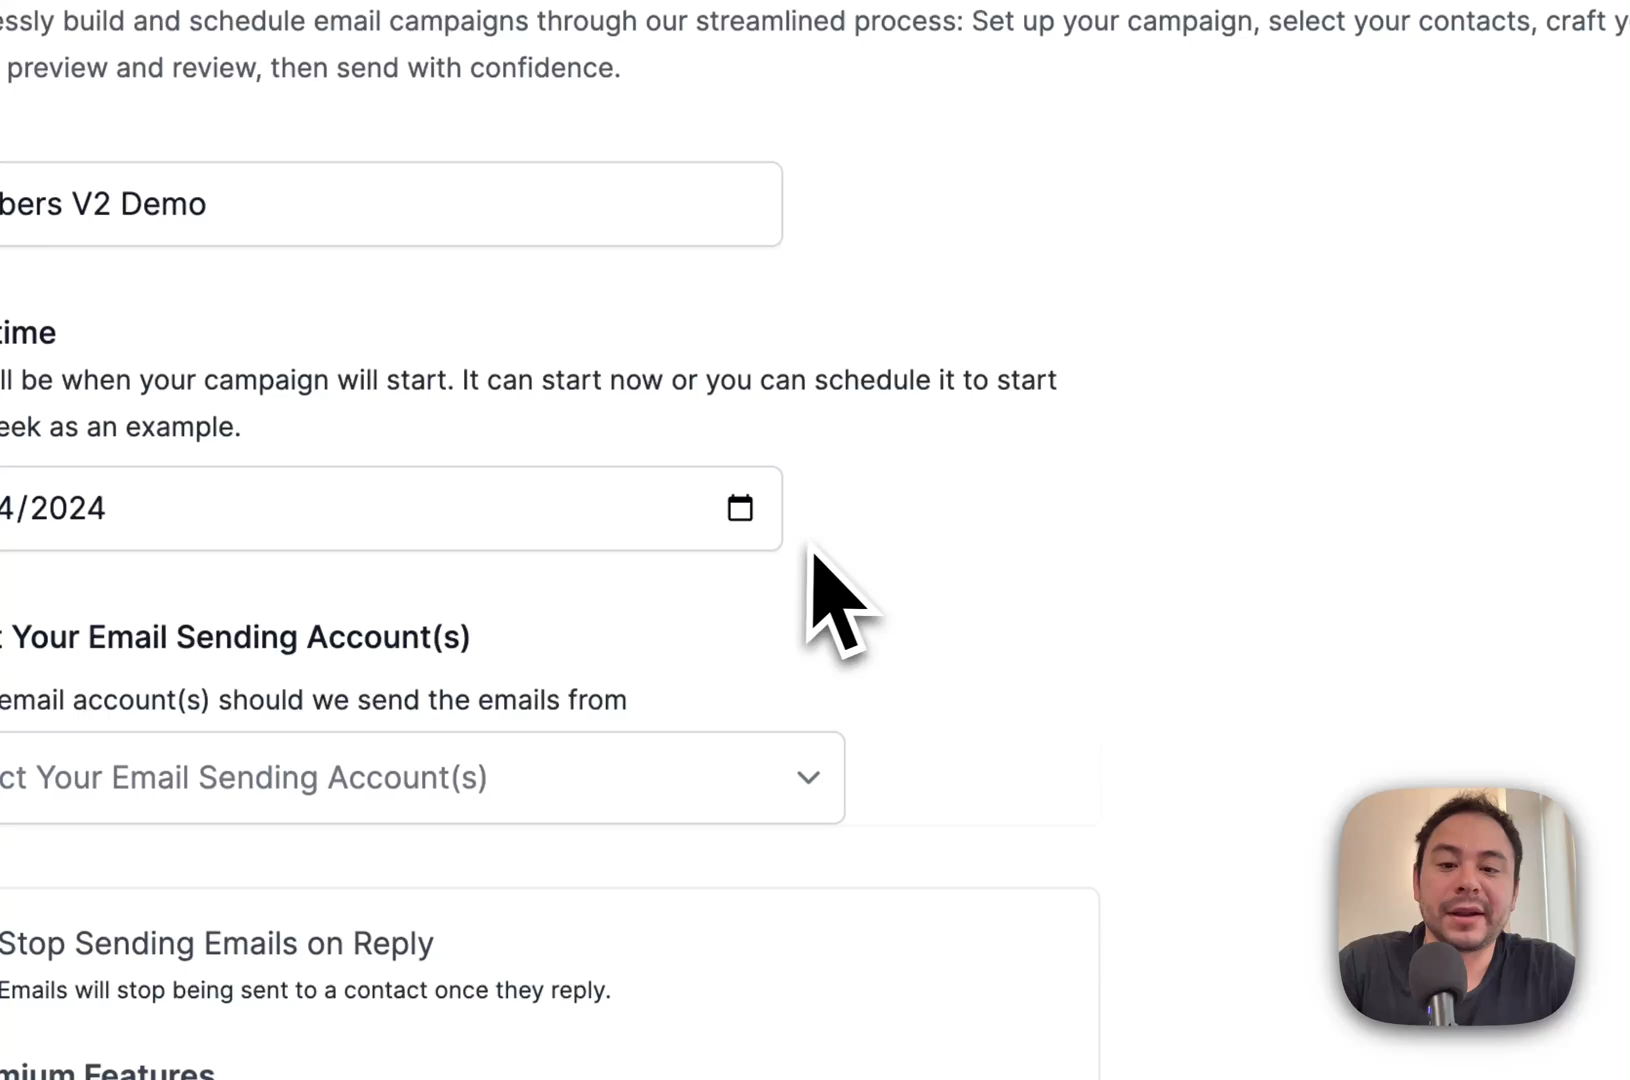 essly build and schedule email campaigns through our streamlined process: Set up your campaign, select your contacts, craft y
preview and review, then send with confidence.
bers V2 Demo
time
ll be when your campaign will start. It can start now or you can schedule it to start
eek as an example.
4/2024
t Your Email Sending Account(s)
email account(s) should we send the emails from
ct Your Email Sending Account(s)
Stop Sending Emails on Reply
Emails will stop being sent to a contact once they reply.
mium Features